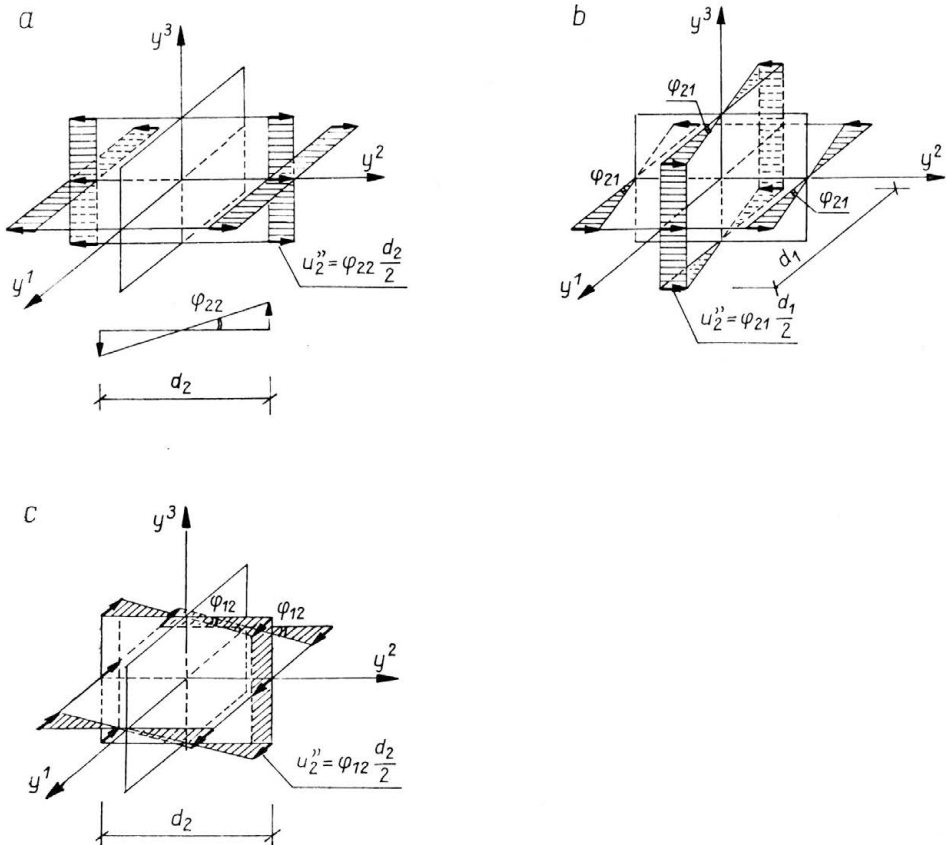 a
y³
y²
y¹
u₂'' = φ₂₂ d₂/2
φ₂₂
d₂
b
y³
φ₂₁
y²
φ₂₁
φ₂₁
d₁
y¹
u₂'' = φ₂₁ d₁/2
c
y³
φ₁₂
φ₁₂
y²
y¹
u₂'' = φ₁₂ d₂/2
d₂